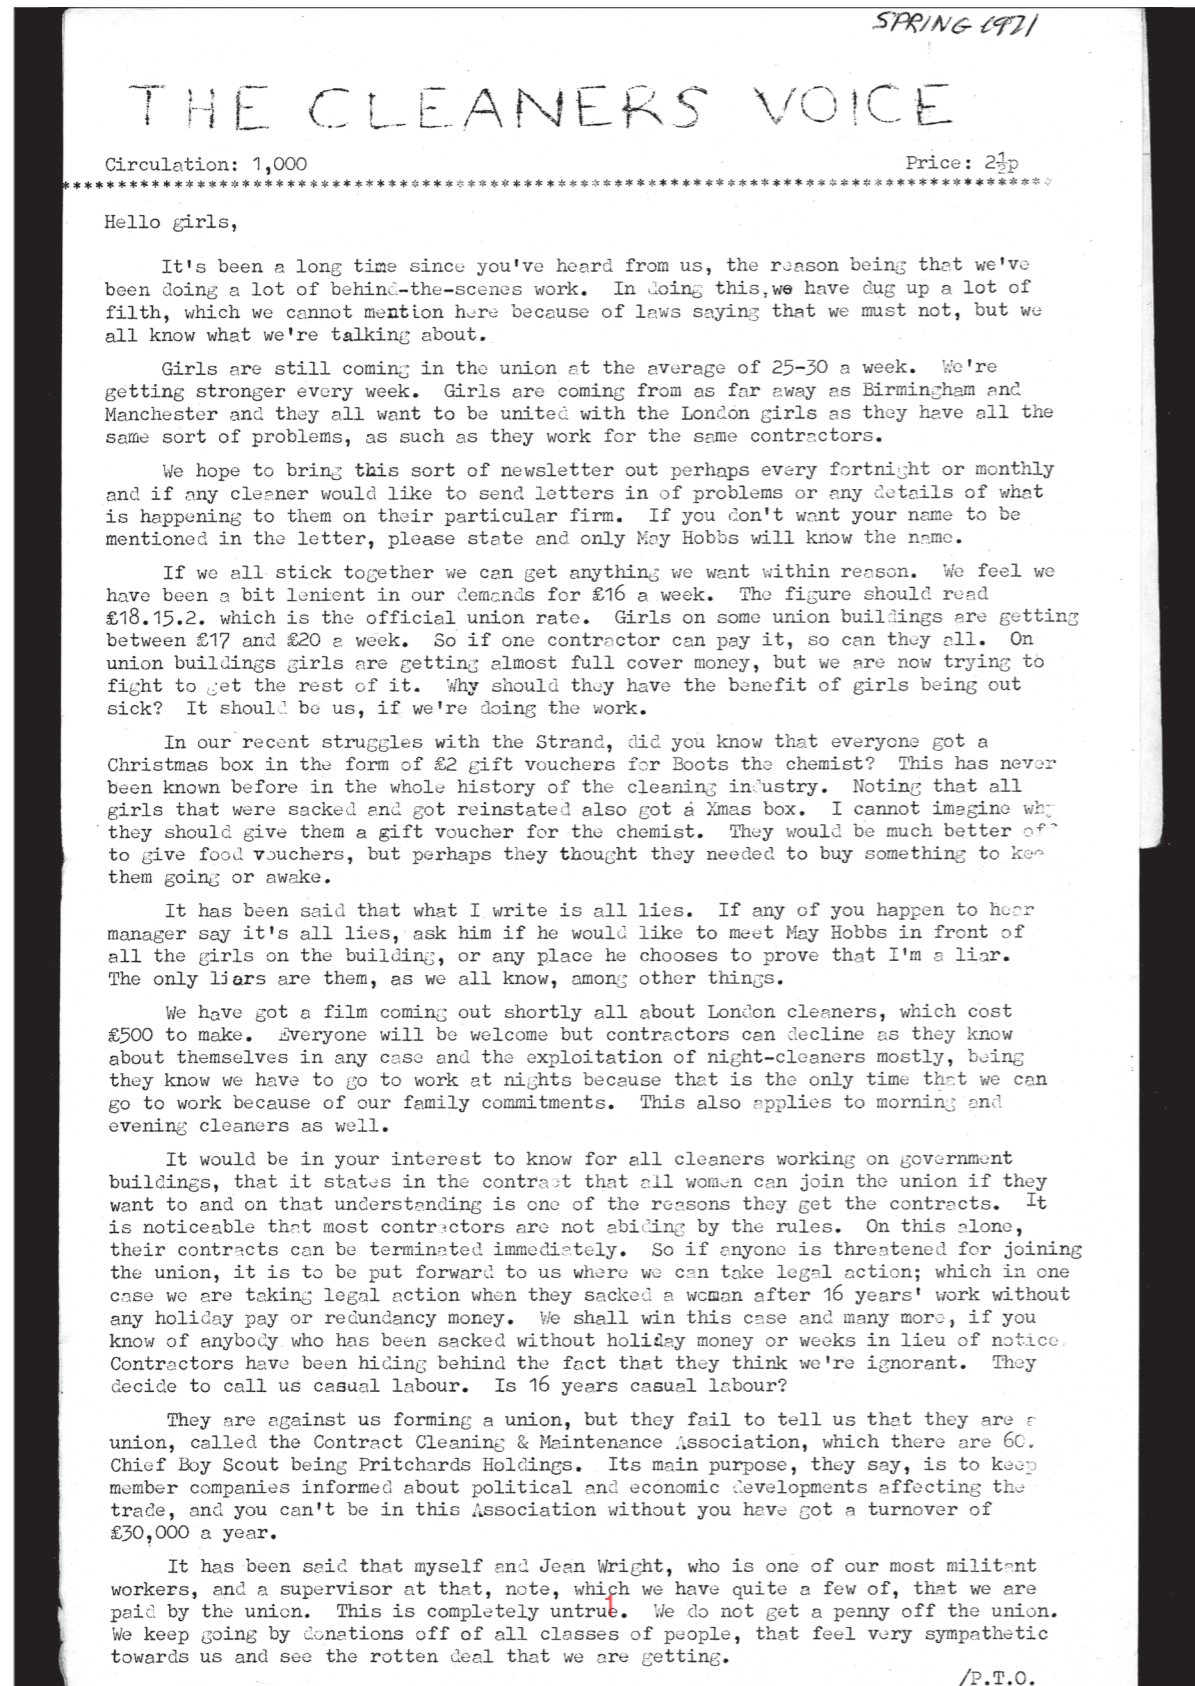 SPRING 1971
THE CLEANERS VOICE
Circulation: 1,000 Price: 2½p
************************************************************************************
Hello girls,
It's been a long time since you've heard from us, the reason being that we've
been doing a lot of behind-the-scenes work. In doing this, we have dug up a lot of
filth, which we cannot mention here because of laws saying that we must not, but we
all know what we're talking about.
Girls are still coming in the union at the average of 25-30 a week. We're
getting stronger every week. Girls are coming from as far away as Birmingham and
Manchester and they all want to be united with the London girls as they have all the
same sort of problems, as such as they work for the same contractors.
We hope to bring this sort of newsletter out perhaps every fortnight or monthly
and if any cleaner would like to send letters in of problems or any details of what
is happening to them on their particular firm. If you don't want your name to be
mentioned in the letter, please state and only May Hobbs will know the name.
If we all stick together we can get anything we want within reason. We feel we
have been a bit lenient in our demands for £16 a week. The figure should read
£18.15.2. which is the official union rate. Girls on some union buildings are getting
between £17 and £20 a week. So if one contractor can pay it, so can they all. On
union buildings girls are getting almost full cover money, but we are now trying to
fight to get the rest of it. Why should they have the benefit of girls being out
sick? It should be us, if we're doing the work.
In our recent struggles with the Strand, did you know that everyone got a
Christmas box in the form of £2 gift vouchers for Boots the chemist? This has never
been known before in the whole history of the cleaning industry. Noting that all
girls that were sacked and got reinstated also got a Xmas box. I cannot imagine why
they should give them a gift voucher for the chemist. They would be much better off
to give food vouchers, but perhaps they thought they needed to buy something to keep
them going or awake.
It has been said that what I write is all lies. If any of you happen to hear
manager say it's all lies, ask him if he would like to meet May Hobbs in front of
all the girls on the building, or any place he chooses to prove that I'm a liar.
The only liars are them, as we all know, among other things.
We have got a film coming out shortly all about London cleaners, which cost
£500 to make. Everyone will be welcome but contractors can decline as they know
about themselves in any case and the exploitation of night-cleaners mostly, being
they know we have to go to work at nights because that is the only time that we can
go to work because of our family commitments. This also applies to morning and
evening cleaners as well.
It would be in your interest to know for all cleaners working on government
buildings, that it states in the contract that all women can join the union if they
want to and on that understanding is one of the reasons they get the contracts. It
is noticeable that most contractors are not abiding by the rules. On this alone,
their contracts can be terminated immediately. So if anyone is threatened for joining
the union, it is to be put forward to us where we can take legal action; which in one
case we are taking legal action when they sacked a woman after 16 years' work without
any holiday pay or redundancy money. We shall win this case and many more, if you
know of anybody who has been sacked without holiday money or weeks in lieu of notice.
Contractors have been hiding behind the fact that they think we're ignorant. They
decide to call us casual labour. Is 16 years casual labour?
They are against us forming a union, but they fail to tell us that they are a
union, called the Contract Cleaning & Maintenance Association, which there are 60.
Chief Boy Scout being Pritchards Holdings. Its main purpose, they say, is to keep
member companies informed about political and economic developments affecting the
trade, and you can't be in this Association without you have got a turnover of
£30,000 a year.
It has been said that myself and Jean Wright, who is one of our most militant
workers, and a supervisor at that, note, which we have quite a few of, that we are
paid by the union. This is completely untrue. We do not get a penny off the union.
We keep going by donations off of all classes of people, that feel very sympathetic
towards us and see the rotten deal that we are getting.
/P.T.O.
1